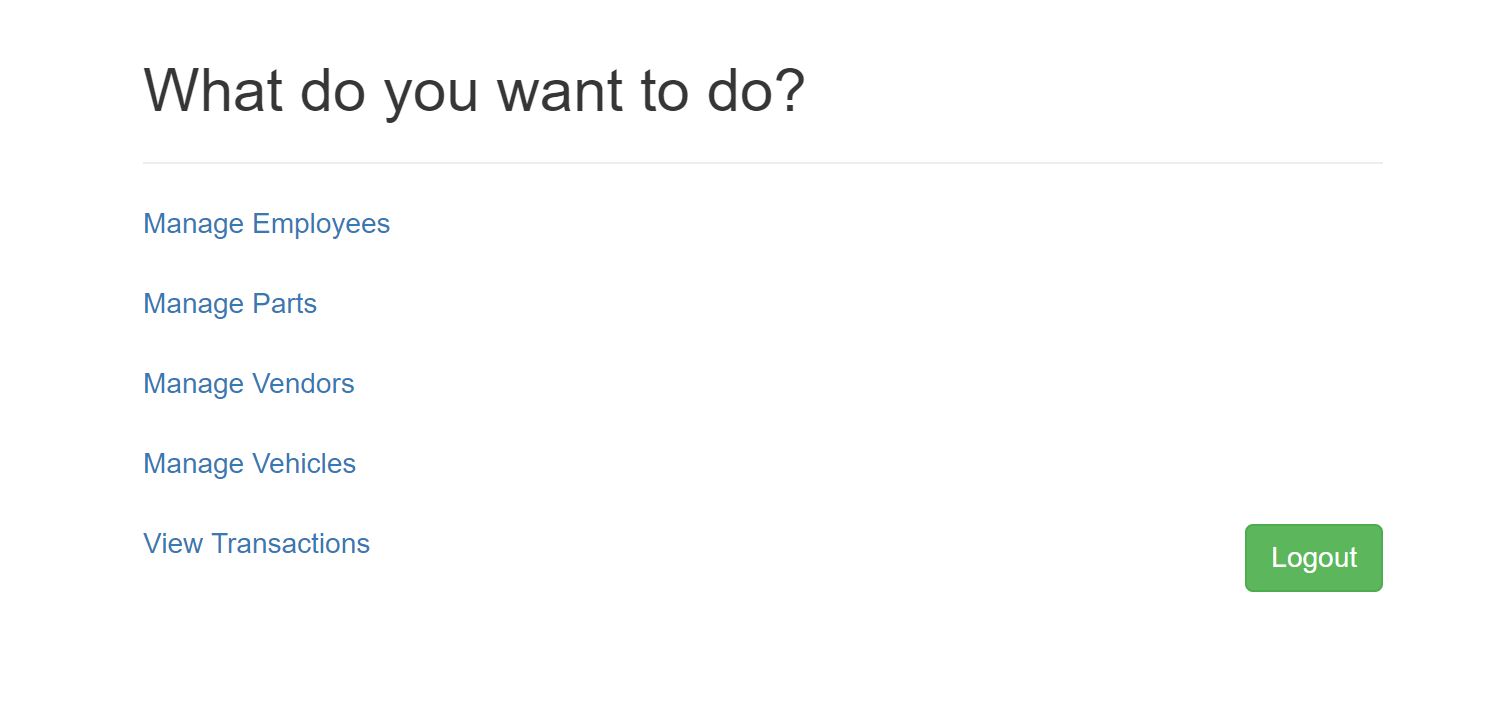 What do you want to do?
Manage Employees
Manage Parts
Manage Vendors
Manage Vehicles
View Transactions
Logout